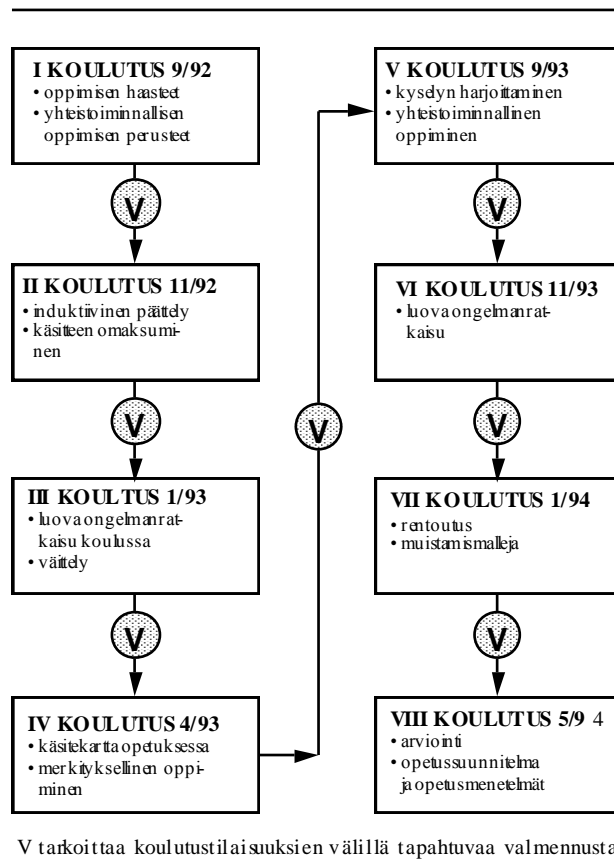 I KOULUTUS 9/92
• oppimisen haasteet
• yhteistoiminnallisen
oppimisen perusteet
V
II KOULUTUS 11/92
• induktiivinen päättely
• käsitteen omaksumi-
nen
V
III KOULTUS 1/93
• luova ongelmanrat-
kaisu koulussa
• väittely
V
IV KOULUTUS 4/93
• käsitekartta opetuksessa
• merkityksellinen oppi-
minen
V
V KOULUTUS 9/93
• kyselyn harjoittaminen
• yhteistoiminnallinen
oppiminen
V
VI KOULUTUS 11/93
• luova ongelmanrat-
kaisu
V
VII KOULUTUS 1/94
• rentoutus
• muistamismalleja
V
VIII KOULUTUS 5/9 4
• arviointi
• opetussuunnitelma
ja opetusmenetelmät
V tarkoittaa koulutustilaisuuksien välillä tapahtuvaa valmennusta